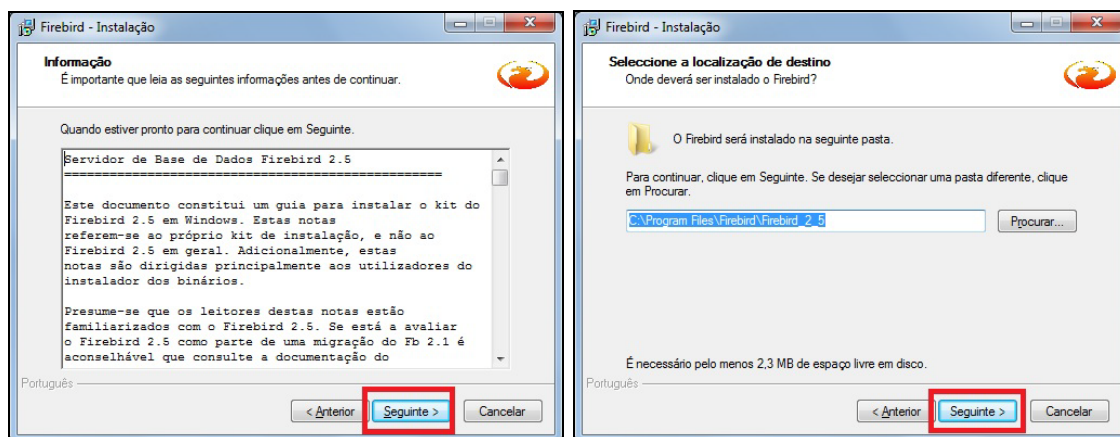 Firebird - Instalação
Informação
É importante que leia as seguintes informações antes de continuar.
Quando estiver pronto para continuar clique em Seguinte.
Servidor de Base de Dados Firebird 2.5
==================================================
Este documento constitui um guia para instalar o kit do
Firebird 2.5 em Windows. Estas notas
referem-se ao próprio kit de instalação, e não ao
Firebird 2.5 em geral. Adicionalmente, estas
notas são dirigidas principalmente aos utilizadores do
instalador dos binários.
Presume-se que os leitores destas notas estão
familiarizados com o Firebird 2.5. Se está a avaliar
o Firebird 2.5 como parte de uma migração do Fb 2.1 é
aconselhável que consulte a documentação do
Português
< Anterior
Seguinte >
Cancelar
Firebird - Instalação
Seleccione a localização de destino
Onde deverá ser instalado o Firebird?
O Firebird será instalado na seguinte pasta.
Para continuar, clique em Seguinte. Se desejar seleccionar uma pasta diferente, clique
em Procurar.
C:\Program Files\Firebird\Firebird_2_5
Procurar...
É necessário pelo menos 2,3 MB de espaço livre em disco.
Português
< Anterior
Seguinte >
Cancelar